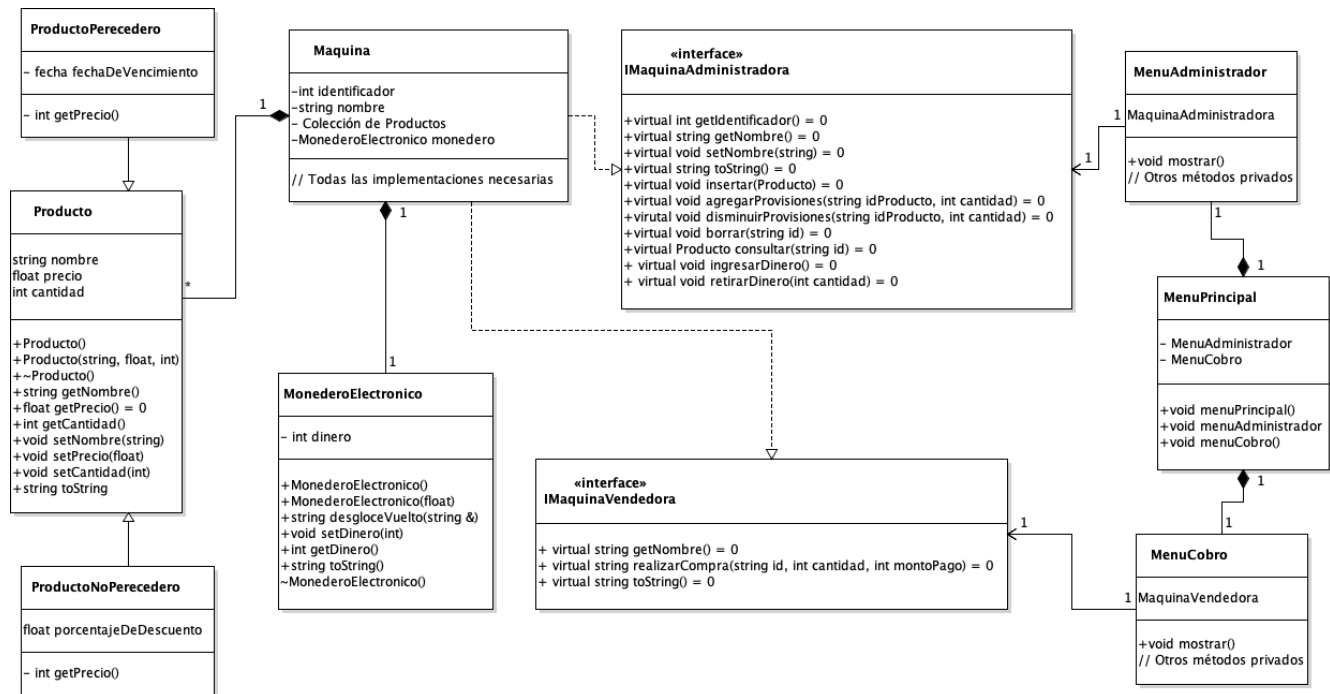 ProductoPerecedero
– fecha fechaDeVencimiento
– int getPrecio()
Producto
string nombre
float precio
int cantidad
+Producto()
+Producto(string, float, int)
+~Producto()
+string getNombre()
+float getPrecio() = 0
+int getCantidad()
+void setNombre(string)
+void setPrecio(float)
+void setCantidad(int)
+string toString
ProductoNoPerecedero
float porcentajeDeDescuento
– int getPrecio()
1
*
Maquina
–int identificador
–string nombre
– Colección de Productos
–MonederoElectronico monedero
// Todas las implementaciones necesarias
1
1
MonederoElectronico
– int dinero
+MonederoElectronico()
+MonederoElectronico(float)
+string desgloceVuelto(string &)
+void setDinero(int)
+int getDinero()
+string toString()
~MonederoElectronico()
«interface»
IMaquinaAdministradora
+virtual int getIdentificador() = 0
+virtual string getNombre() = 0
+virtual void setNombre(string) = 0
+virtual string toString() = 0
+virtual void insertar(Producto) = 0
+virtual void agregarProvisiones(string idProducto, int cantidad) = 0
+virutal void disminuirProvisiones(string idProducto, int cantidad) = 0
+virtual void borrar(string id) = 0
+virtual Producto consultar(string id) = 0
+ virtual void ingresarDinero() = 0
+ virtual void retirarDinero(int cantidad) = 0
«interface»
IMaquinaVendedora
+ virtual string getNombre() = 0
+ virtual string realizarCompra(string id, int cantidad, int montoPago) = 0
+ virtual string toString() = 0
1
1
MenuAdministrador
MaquinaAdministradora
+void mostrar()
// Otros métodos privados
1
1
MenuPrincipal
– MenuAdministrador
– MenuCobro
+void menuPrincipal()
+void menuAdministrador
+void menuCobro()
1
1
1
1
MenuCobro
MaquinaVendedora
+void mostrar()
// Otros métodos privados